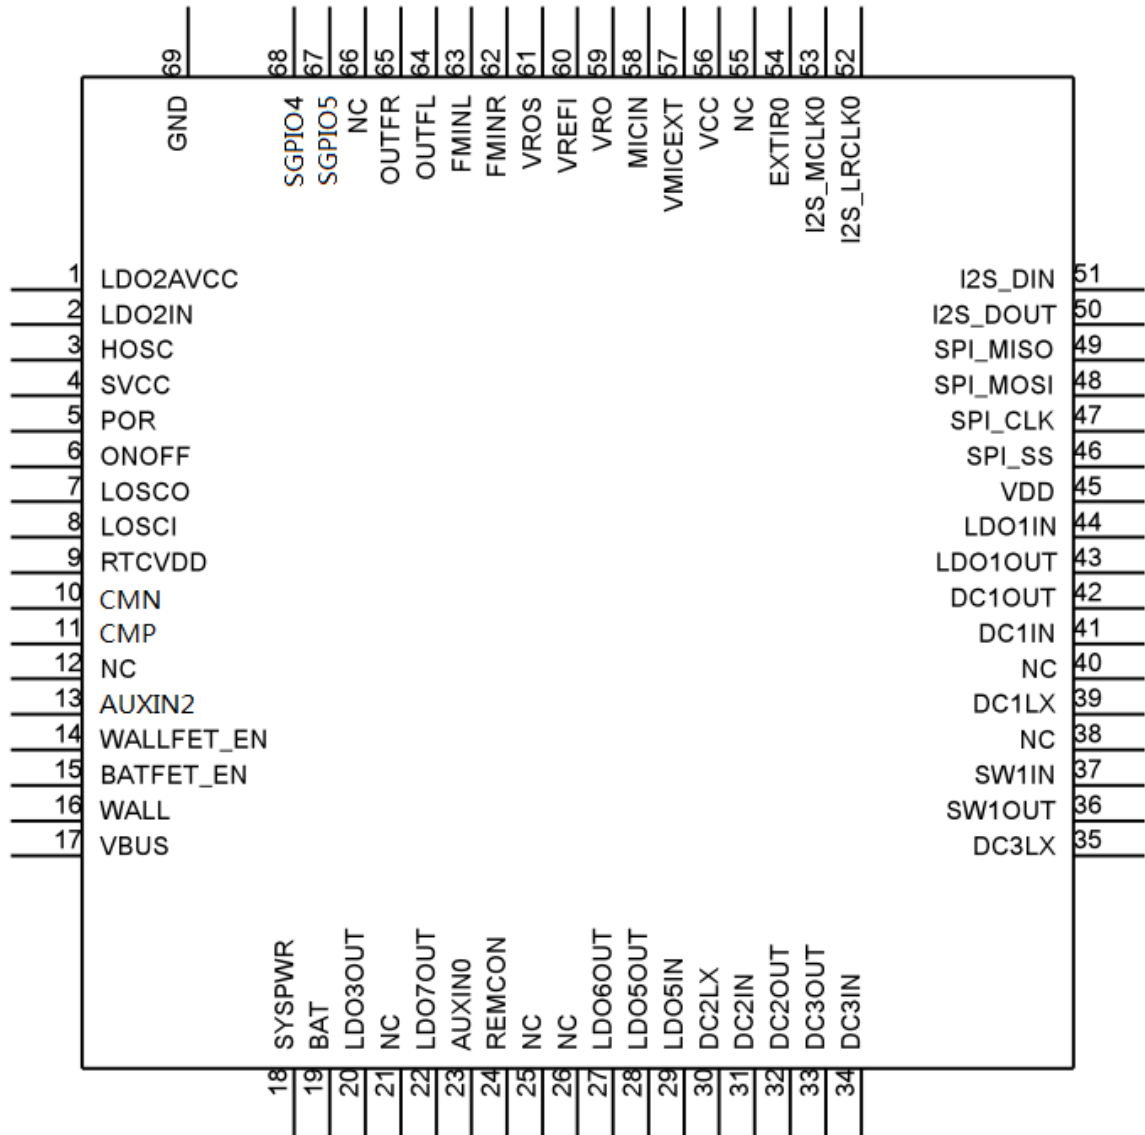 69 68 67 66 65 64 63 62 61 60 59 58 57 56 55 54 53 52
GND SGPIO4 SGPIO5 NC OUTFR OUTFL FMINL FMINR VROS VREFI VRO MICIN VMICEXT VCC NC EXTIR0 I2S_MCLK0 I2S_LRCLK0
1 LDO2AVCC I2S_DIN 51
2 LDO2IN I2S_DOUT 50
3 HOSC SPI_MISO 49
4 SVCC SPI_MOSI 48
5 POR SPI_CLK 47
6 ONOFF SPI_SS 46
7 LOSCO VDD 45
8 LOSCI LDO1IN 44
9 RTCVDD LDO1OUT 43
10 CMN DC1OUT 42
11 CMP DC1IN 41
12 NC NC 40
13 AUXIN2 DC1LX 39
14 WALLFET_EN NC 38
15 BATFET_EN SW1IN 37
16 WALL SW1OUT 36
17 VBUS DC3LX 35
SYSPWR BAT LDO3OUT NC LDO7OUT AUXIN0 REMCON NC NC LDO6OUT LDO5OUT LDO5IN DC2LX DC2IN DC2OUT DC3OUT DC3IN
18 19 20 21 22 23 24 25 26 27 28 29 30 31 32 33 34